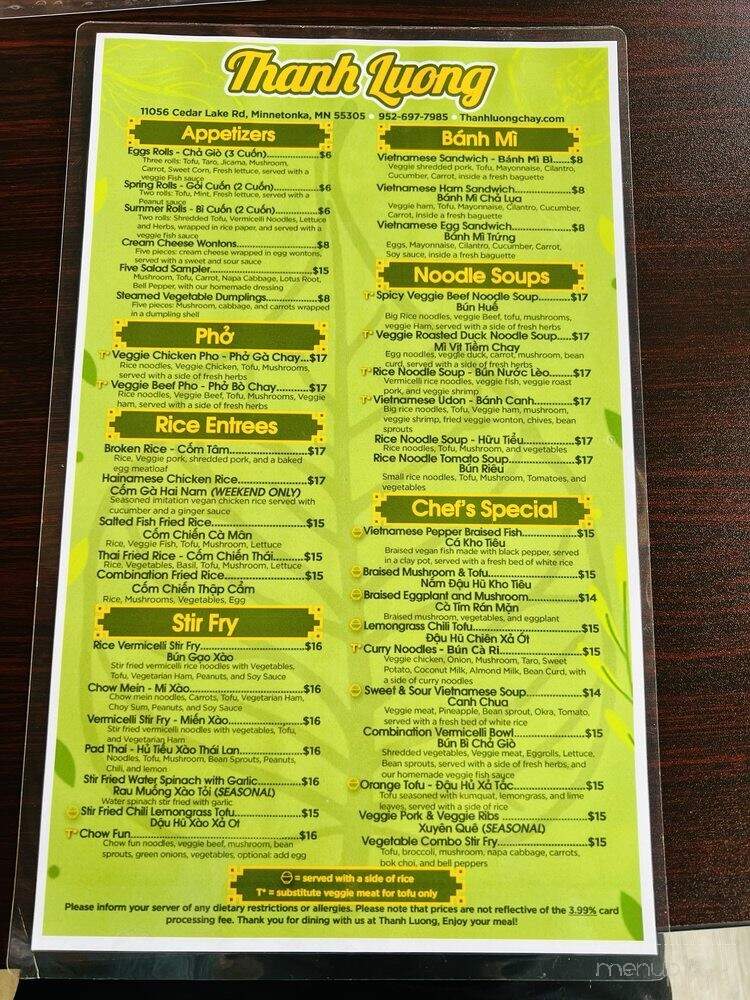 Thanh Luong
11056 Cedar Lake Rd, Minnetonka, MN 55305 • 952-697-7985 • Thanhluongchay.com
Appetizers
Eggs Rolls - Chả Giò (3 Cuốn)............$6
Three rolls: Tofu, Taro, Jicama, Mushroom,
Carrot, Sweet Corn, Fresh lettuce, served with a
veggie Fish sauce
Spring Rolls - Gỏi Cuốn (2 Cuốn)............$6
Two rolls: Tofu, Mint, Fresh lettuce, served with a
Peanut sauce
Summer Rolls - Bì Cuốn (2 Cuốn)............$6
Two rolls: Shredded Tofu, Vermicelli Noodles, Lettuce
and Herbs, wrapped in rice paper, and served with a
veggie fish sauce
Cream Cheese Wontons............$8
Five pieces: cream cheese wrapped in egg wontons,
served with a sweet and sour sauce
Five Salad Sampler............$15
Mushroom, Tofu, Carrot, Napa Cabbage, Lotus Root,
Bell Pepper, with our homemade dressing
Steamed Vegetable Dumplings............$8
Five pieces: Mushroom, cabbage, and carrots wrapped
in a dumpling shell
Phở
T* Veggie Chicken Pho - Phở Gà Chay...$17
Rice noodles, Veggie Chicken, Tofu, Mushrooms,
served with a side of fresh herbs
T* Veggie Beef Pho - Phở Bò Chay............$17
Rice noodles, Veggie Beef, Tofu, Mushrooms, Veggie
ham, served with a side of fresh herbs
Rice Entrees
Broken Rice - Cốm Tâm............$17
Rice, Veggie pork, shredded pork, and a baked
egg meatloaf
Hainamese Chicken Rice............$17
Cốm Gà Hai Nam (WEEKEND ONLY)
Seasoned imitation vegan chicken rice served with
cucumber and a ginger sauce
Salted Fish Fried Rice............$15
Cốm Chiến Cà Mãn
Rice, Veggie Fish, Tofu, Mushroom, Lettuce
Thai Fried Rice - Cốm Chiến Thái............$15
Rice, Vegetables, Basil, Tofu, Mushroom, Lettuce
Combination Fried Rice............$15
Cốm Chiến Thập Cẩm
Rice, Mushrooms, Vegetables, Egg
Stir Fry
Rice Vermicelli Stir Fry............$16
Bún Gạo Xào
Stir fried vermicelli rice noodles with Vegetables,
Tofu, Vegetarian Ham, Peanuts, and Soy Sauce
Chow Mein - Mì Xào............$16
Chow mein noodles, Carrots, Tofu, Vegetarian Ham,
Choy Sum, Peanuts, and Soy Sauce
Vermicelli Stir Fry - Miến Xào............$16
Stir fried vermicelli noodles with vegetables, Tofu,
and Vegetarian Ham
Pad Thai - Hủ Tiếu Xào Thái Lan............$16
Noodles, Tofu, Mushroom, Bean Sprouts, Peanuts,
Chili, and lemon
Stir Fried Water Spinach with Garlic............$16
Rau Muống Xào Tỏi (SEASONAL)
Water spinach stir fried with garlic
Stir Fried Chili Lemongrass Tofu............$15
Đậu Hũ Xào Xả Ớt
T* Chow Fun............$16
Chow fun noodles, veggie beef, mushroom, bean
sprouts, green onions, vegetables, optional: add egg
Bánh Mì
Vietnamese Sandwich - Bánh Mì Bì......$8
Veggie shredded pork, Tofu, Mayonnaise, Cilantro,
Cucumber, Carrot, inside a fresh baguette
Vietnamese Ham Sandwich............$8
Bánh Mì Chả Lụa
Veggie ham, Tofu, Mayonnaise, Cilantro, Cucumber,
Carrot, inside a fresh baguette
Vietnamese Egg Sandwich............$8
Bánh Mì Trứng
Eggs, Mayonnaise, Cilantro, Cucumber, Carrot,
Soy sauce, inside a fresh baguette
Noodle Soups
T* Spicy Veggie Beef Noodle Soup.........$17
Bún Huế
Big Rice noodles, veggie Beef, tofu, mushrooms,
veggie Ham, served with a side of fresh herbs
T* Veggie Roasted Duck Noodle Soup.....$17
Mì Vịt Tiềm Chay
Egg noodles, veggie duck, carrot, mushroom, bean
curd, served with a side of fresh herbs
T* Rice Noodle Soup - Bún Nước Lèo.......$17
Vermicelli rice noodles, veggie fish, veggie roast
pork, and veggie shrimp
T* Vietnamese Udon - Bánh Canh.........$17
Big rice noodles, Tofu, Veggie ham, mushroom,
veggie shrimp, fried veggie wonton, chives, bean
sprouts
Rice Noodle Soup - Hữu Tiểu............$17
Rice noodles, Tofu, Mushroom, and vegetables
Rice Noodle Tomato Soup............$17
Bún Riêu
Small rice noodles, Tofu, Mushroom, Tomatoes, and
vegetables
Chef's Special
Vietnamese Pepper Braised Fish............$15
Cá Kho Tiêu
Braised vegan fish made with black pepper, served
in a clay pot, served with a fresh bed of white rice
Braised Mushrporn & Tofu............$15
Nấm Đậu Hũ Kho Tiêu
Braised Eggplant and Mushroom............$14
Cà Tím Rán Mặn
Braised mushroom, vegetables, and eggplant
Lemongrass Chili Tofu............$15
Đậu Hũ Chiên Xả Ớt
T* Curry Noodles - Bún Cà Ri............$15
Veggie chicken, Onion, Mushroom, Taro, Sweet
Potato, Coconut Milk, Almond Milk, Bean Curd, with
a side of curry noodles
Sweet & Sour Vietnamese Soup............$14
Canh Chua
Veggie meat, Pineapple, Bean sprout, Okra, Tomato,
served with a fresh bed of white rice
Combination Vermicelli Bowl............$15
Bún Bì Chả Giò
Shredded vegetables, Veggie meat, Eggrolls, Lettuce,
Bean sprouts, served with a side of fresh herbs, and
our homemade veggie fish sauce
Orange Tofu - Đậu Hủ Xả Tắc............$15
Tofu seasoned with kumquat, lemongrass, and lime
leaves, served with a side of rice
Veggie Pork & Veggie Ribs ............$15
Xuyên Quê (SEASONAL)
Vegetable Combo Stir Fry............$15
Tofu, broccoli, mushroom, napa cabbage, carrots,
bok choi, and bell peppers
= served with a side of rice
T* = substitute veggie meat for tofu only
Please inform your server of any dietary restrictions or allergies. Please note that prices are not reflective of the 3.99% card
processing fee. Thank you for dining with us at Thanh Luong, Enjoy your meal!
menu